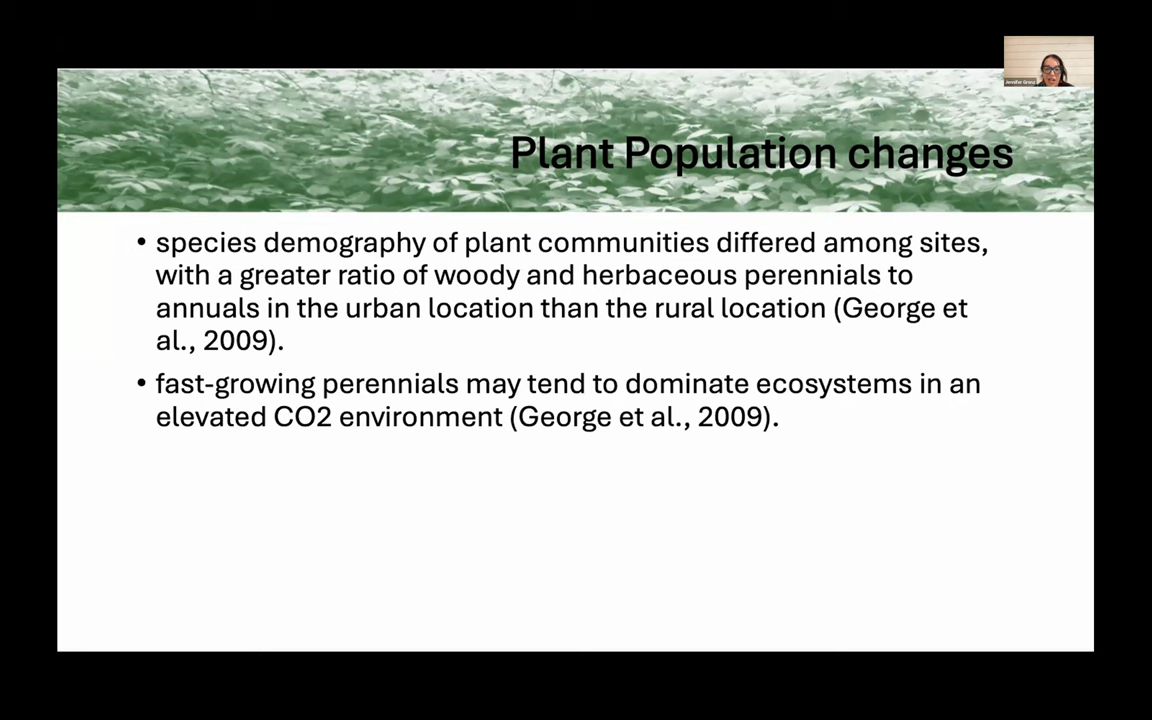 Jennifer Grenz
Plant Population changes
• species demography of plant communities differed among sites,
with a greater ratio of woody and herbaceous perennials to
annuals in the urban location than the rural location (George et
al., 2009).
• fast-growing perennials may tend to dominate ecosystems in an
elevated CO2 environment (George et al., 2009).